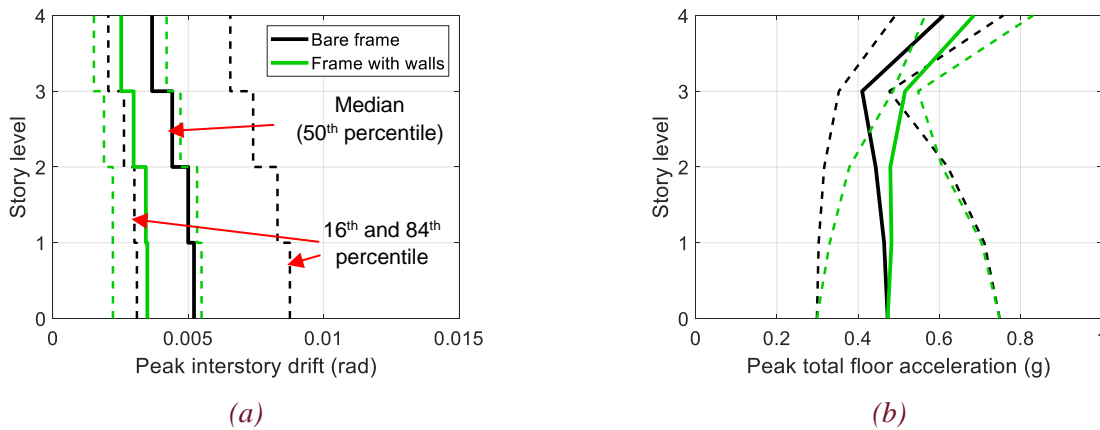 4
3
2
1
0
Story level
0
0.005
0.01
0.015
Peak interstory drift (rad)
Bare frame
Frame with walls
Median
(50th percentile)
16th and 84th
percentile
(a)
4
3
2
1
0
Story level
0
0.2
0.4
0.6
0.8
Peak total floor acceleration (g)
(b)